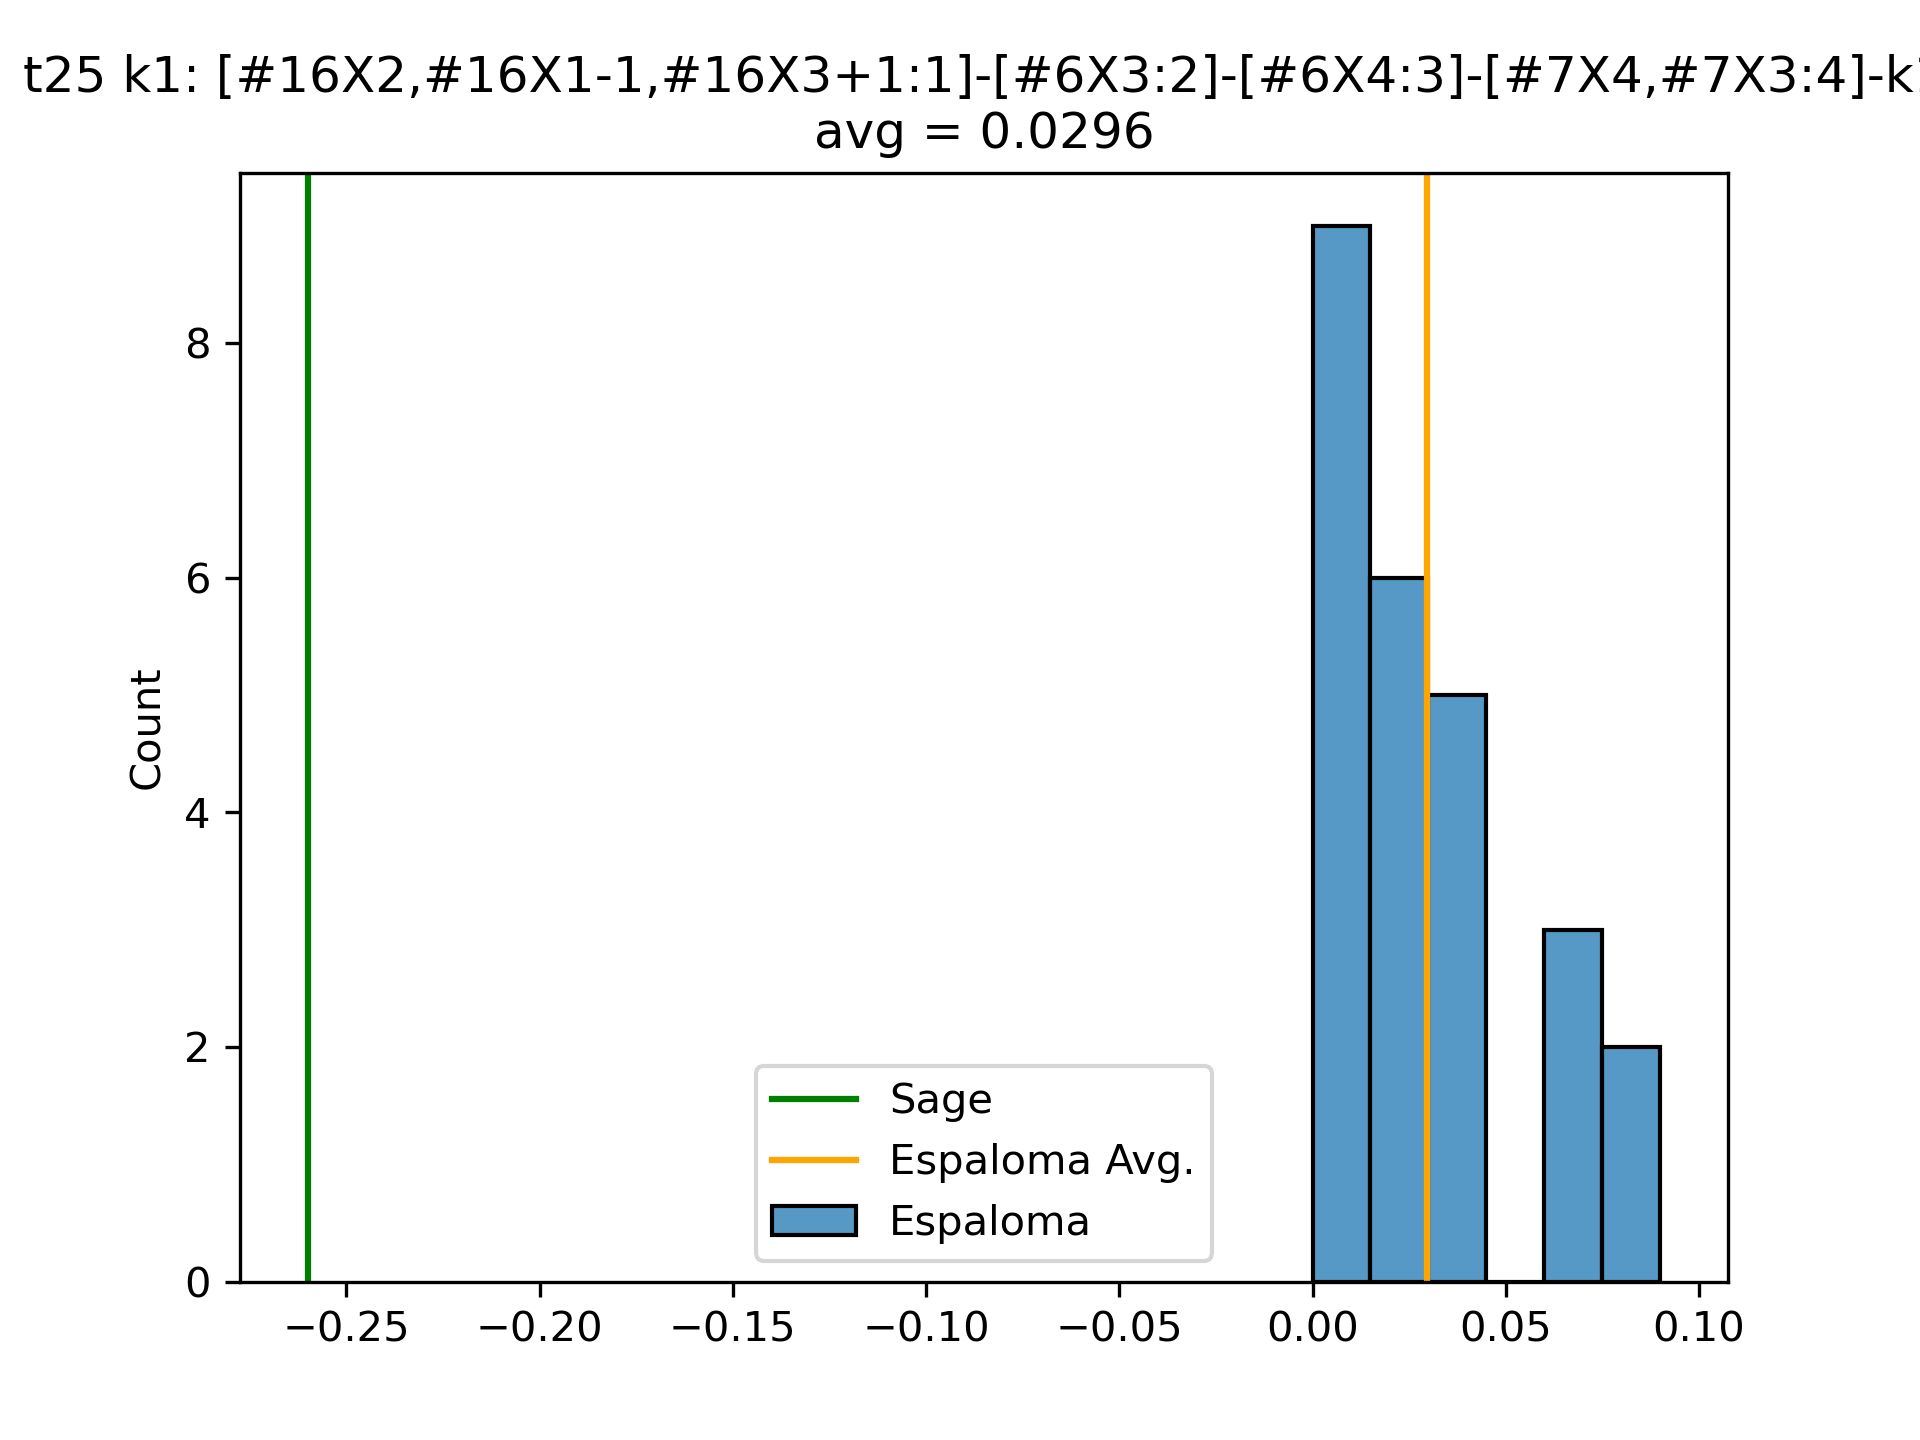 t25 k1: [#16X2,#16X1-1,#16X3+1:1]-[#6X3:2]-[#6X4:3]-[#7X4,#7X3:4]-k
avg = 0.0296
8
6
4
2
0
Count
Sage
Espaloma Avg.
Espaloma
−0.25 −0.20 −0.15 −0.10 −0.05 0.00 0.05 0.10